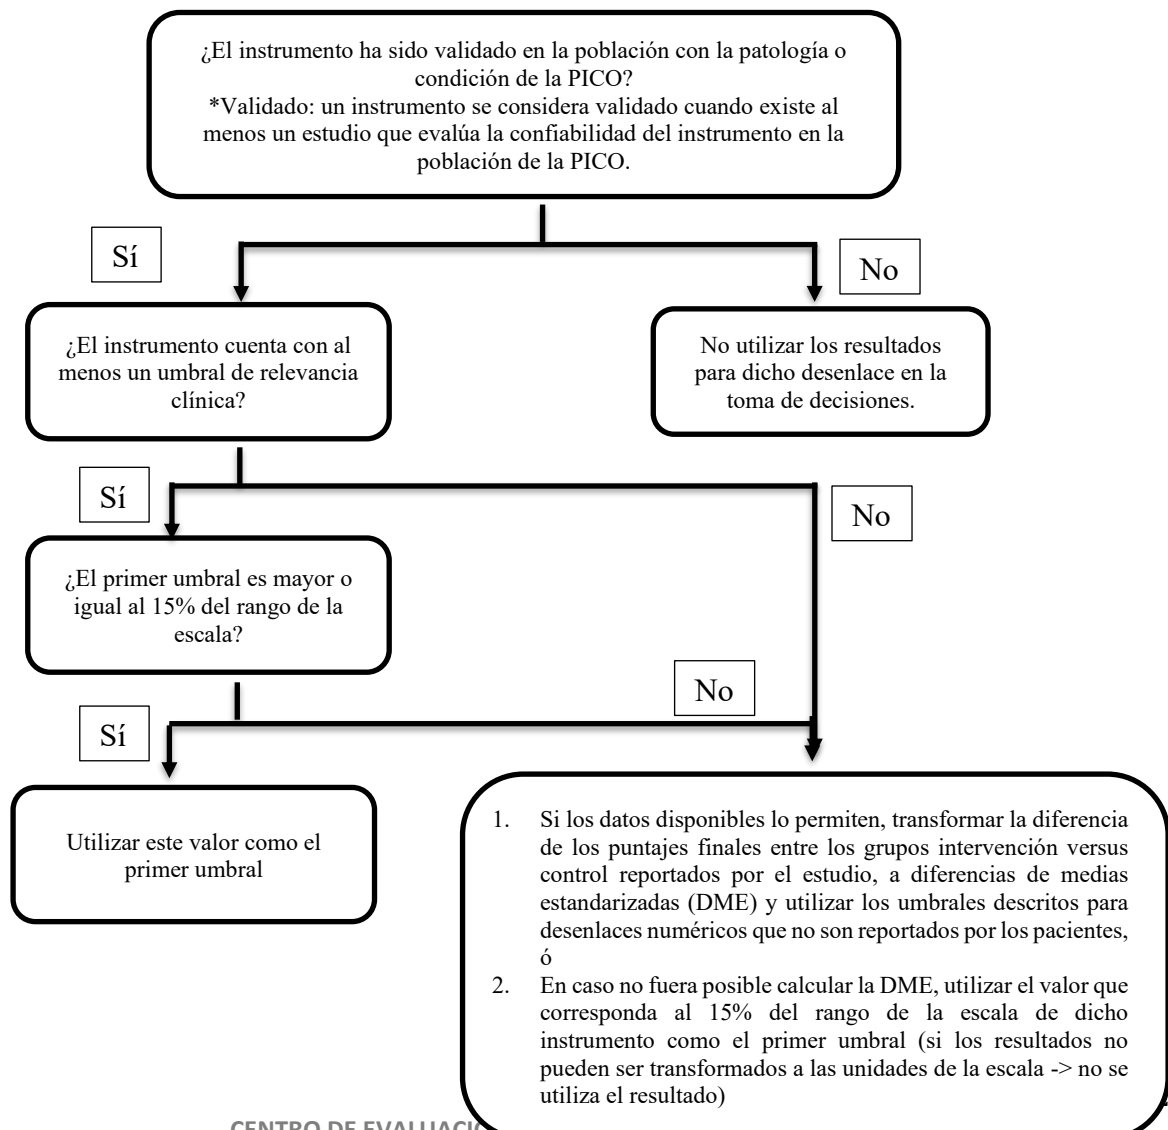 ¿El instrumento ha sido validado en la población con la patología o
condición de la PICO?
*Validado: un instrumento se considera validado cuando existe al
menos un estudio que evalúa la confiabilidad del instrumento en la
población de la PICO.
Sí
No
¿El instrumento cuenta con al
menos un umbral de relevancia
clínica?
No utilizar los resultados
para dicho desenlace en la
toma de decisiones.
Sí
No
¿El primer umbral es mayor o
igual al 15% del rango de la
escala?
No
Sí
Utilizar este valor como el
primer umbral
1. Si los datos disponibles lo permiten, transformar la diferencia
de los puntajes finales entre los grupos intervención versus
control reportados por el estudio, a diferencias de medias
estandarizadas (DME) y utilizar los umbrales descritos para
desenlaces numéricos que no son reportados por los pacientes,
ó
2. En caso no fuera posible calcular la DME, utilizar el valor que
corresponda al 15% del rango de la escala de dicho
instrumento como el primer umbral (si los resultados no
pueden ser transformados a las unidades de la escala -> no se
utiliza el resultado)
CENTRO DE